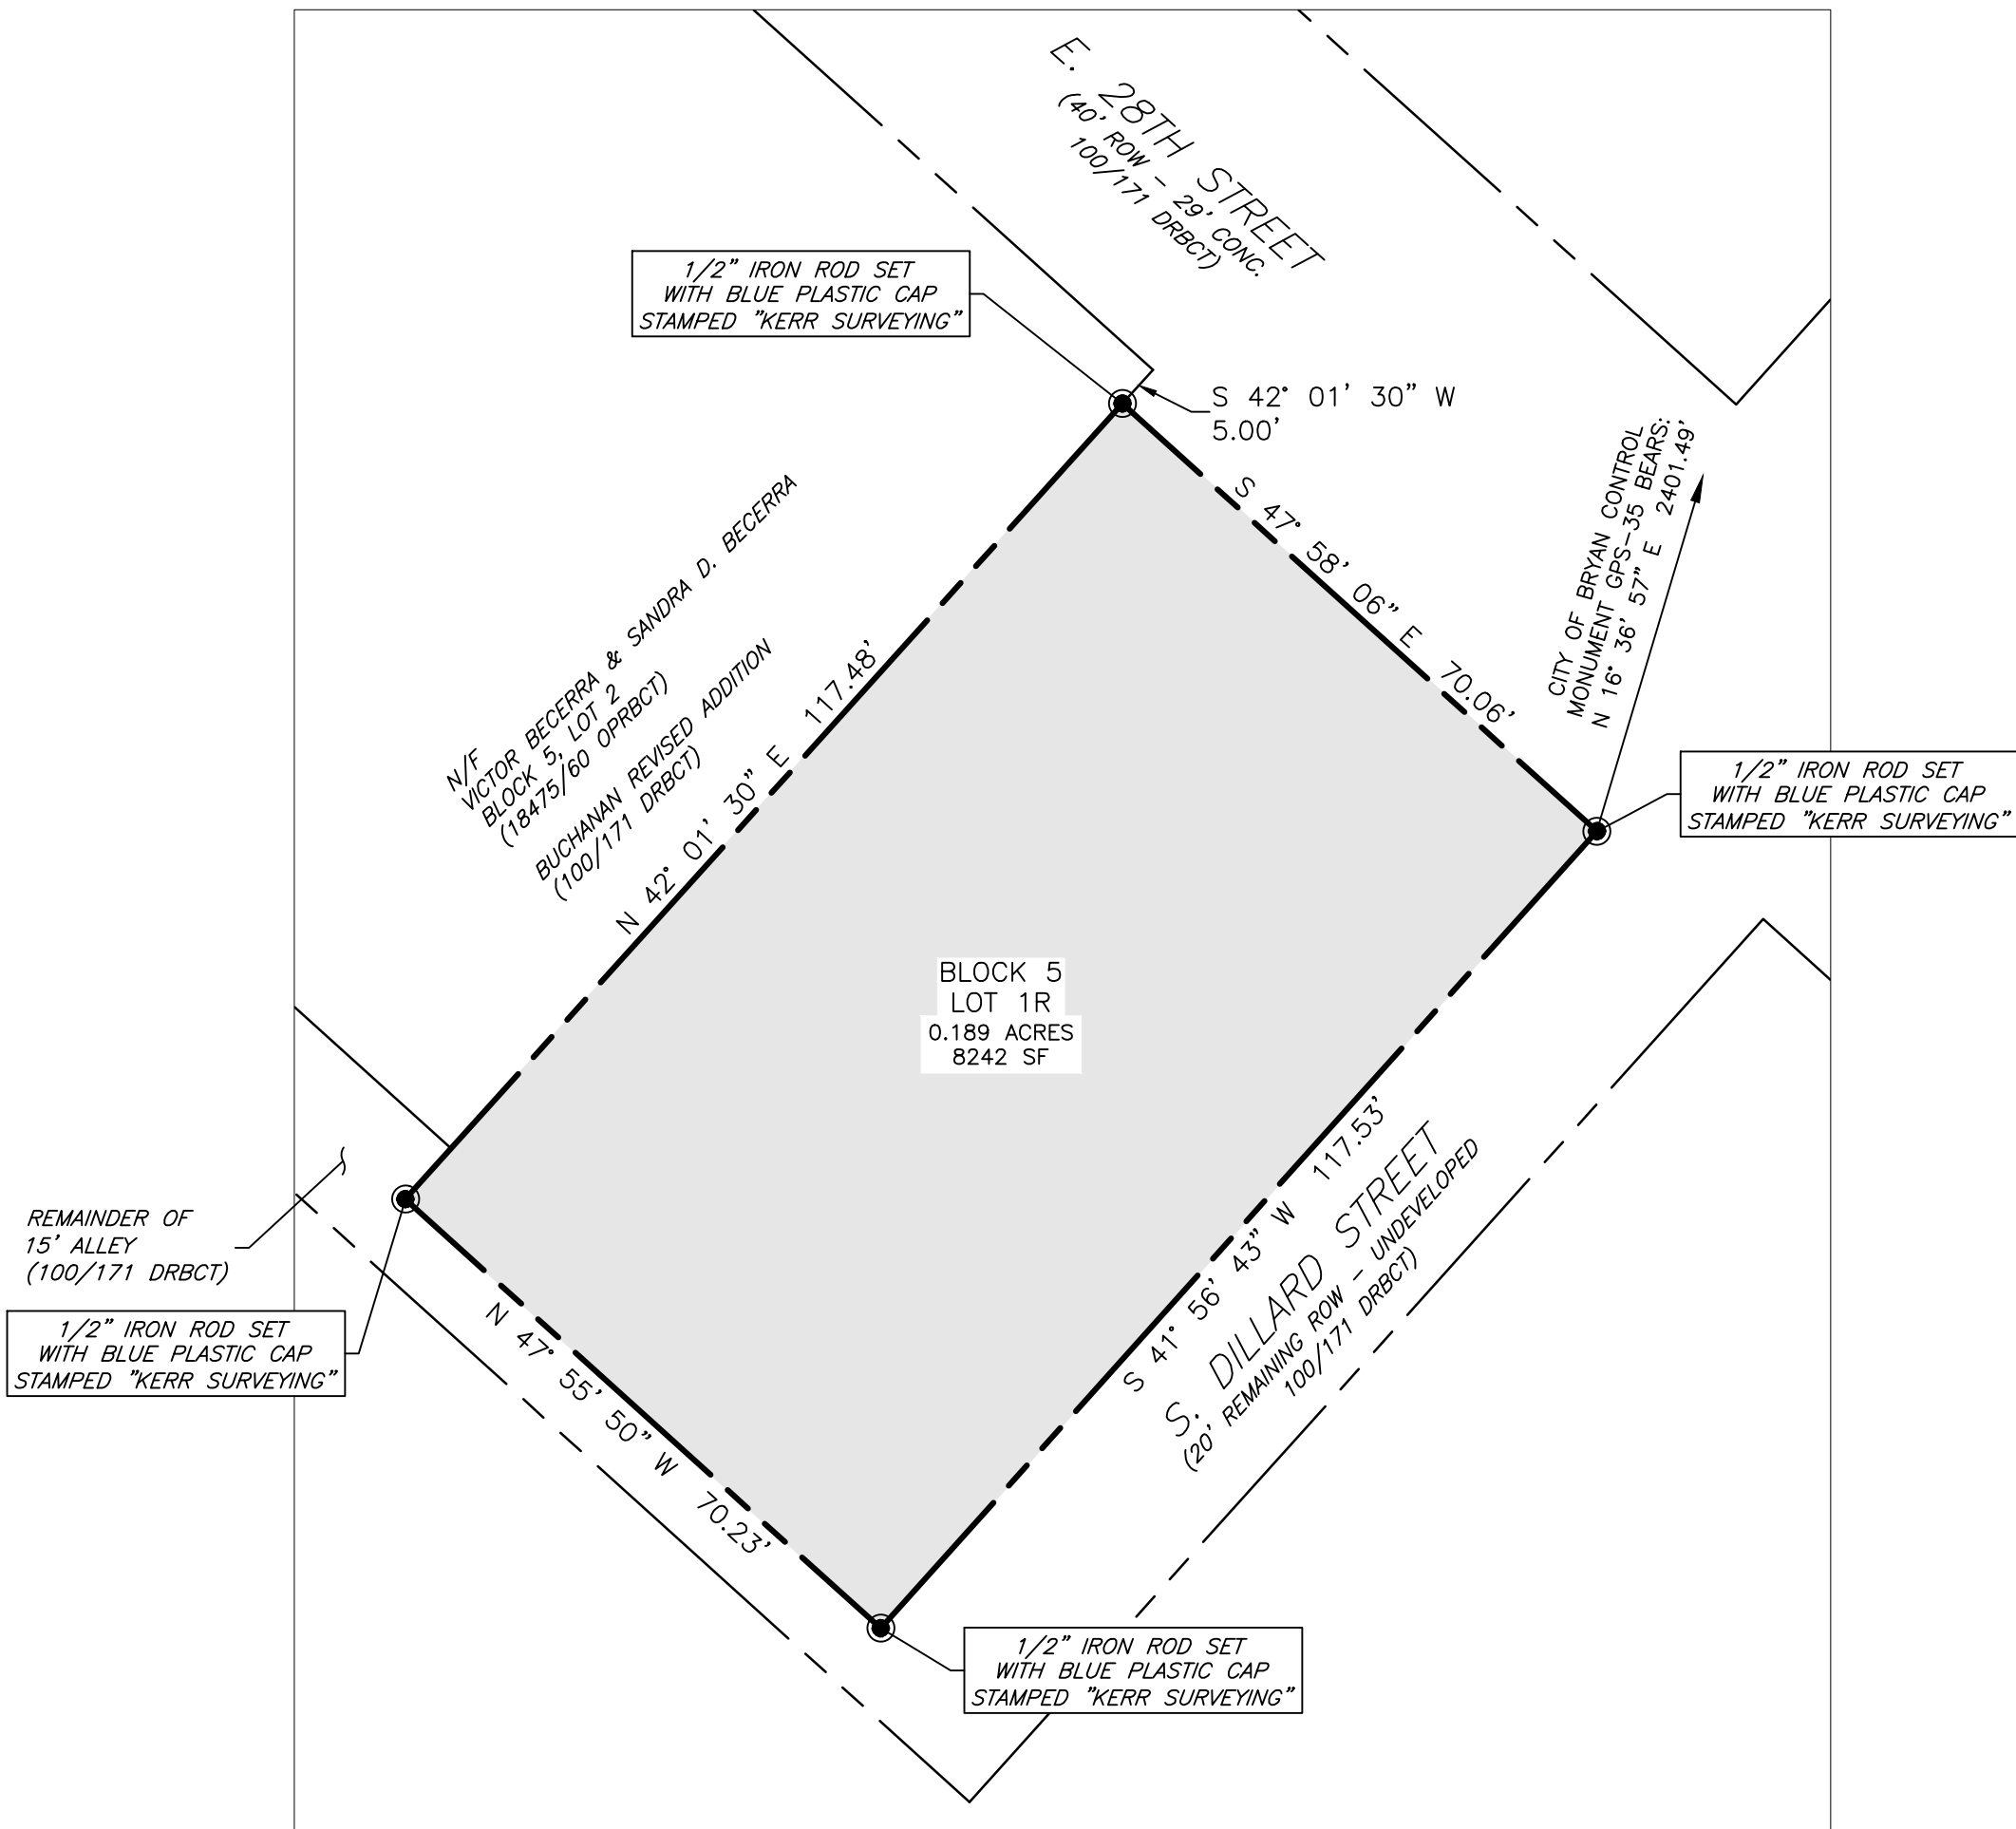 E. 28TH STREET
(40' ROW - 29' CONC.
100/171 DRBCT)
1/2" IRON ROD SET
WITH BLUE PLASTIC CAP
STAMPED "KERR SURVEYING"
S 42° 01' 30" W
5.00'
S 47° 58' 06" E 70.06'
CITY OF BRYAN CONTROL
MONUMENT GPS-35 BEARS:
N 16° 36' 57" E 2401.49'
N/F
VICTOR BECERRA & SANDRA D. BECERRA
BLOCK 5, LOT 2
(18475/60 OPRBCT)
BUCHANAN REVISED ADDITION
(100/171 DRBCT)
N 42° 01' 30" E 117.48'
1/2" IRON ROD SET
WITH BLUE PLASTIC CAP
STAMPED "KERR SURVEYING"
BLOCK 5
LOT 1R
0.189 ACRES
8242 SF
S 41° 56' 43" W 117.53'
S. DILLARD STREET
(20' REMAINING ROW - UNDEVELOPED
100/171 DRBCT)
REMAINDER OF
15' ALLEY
(100/171 DRBCT)
1/2" IRON ROD SET
WITH BLUE PLASTIC CAP
STAMPED "KERR SURVEYING"
N 47° 55' 50" W 70.23'
1/2" IRON ROD SET
WITH BLUE PLASTIC CAP
STAMPED "KERR SURVEYING"